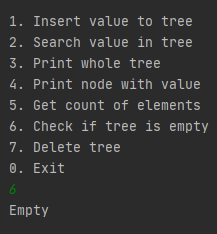 1. Insert value to tree
2. Search value in tree
3. Print whole tree
4. Print node with value
5. Get count of elements
6. Check if tree is empty
7. Delete tree
0. Exit
6
Empty